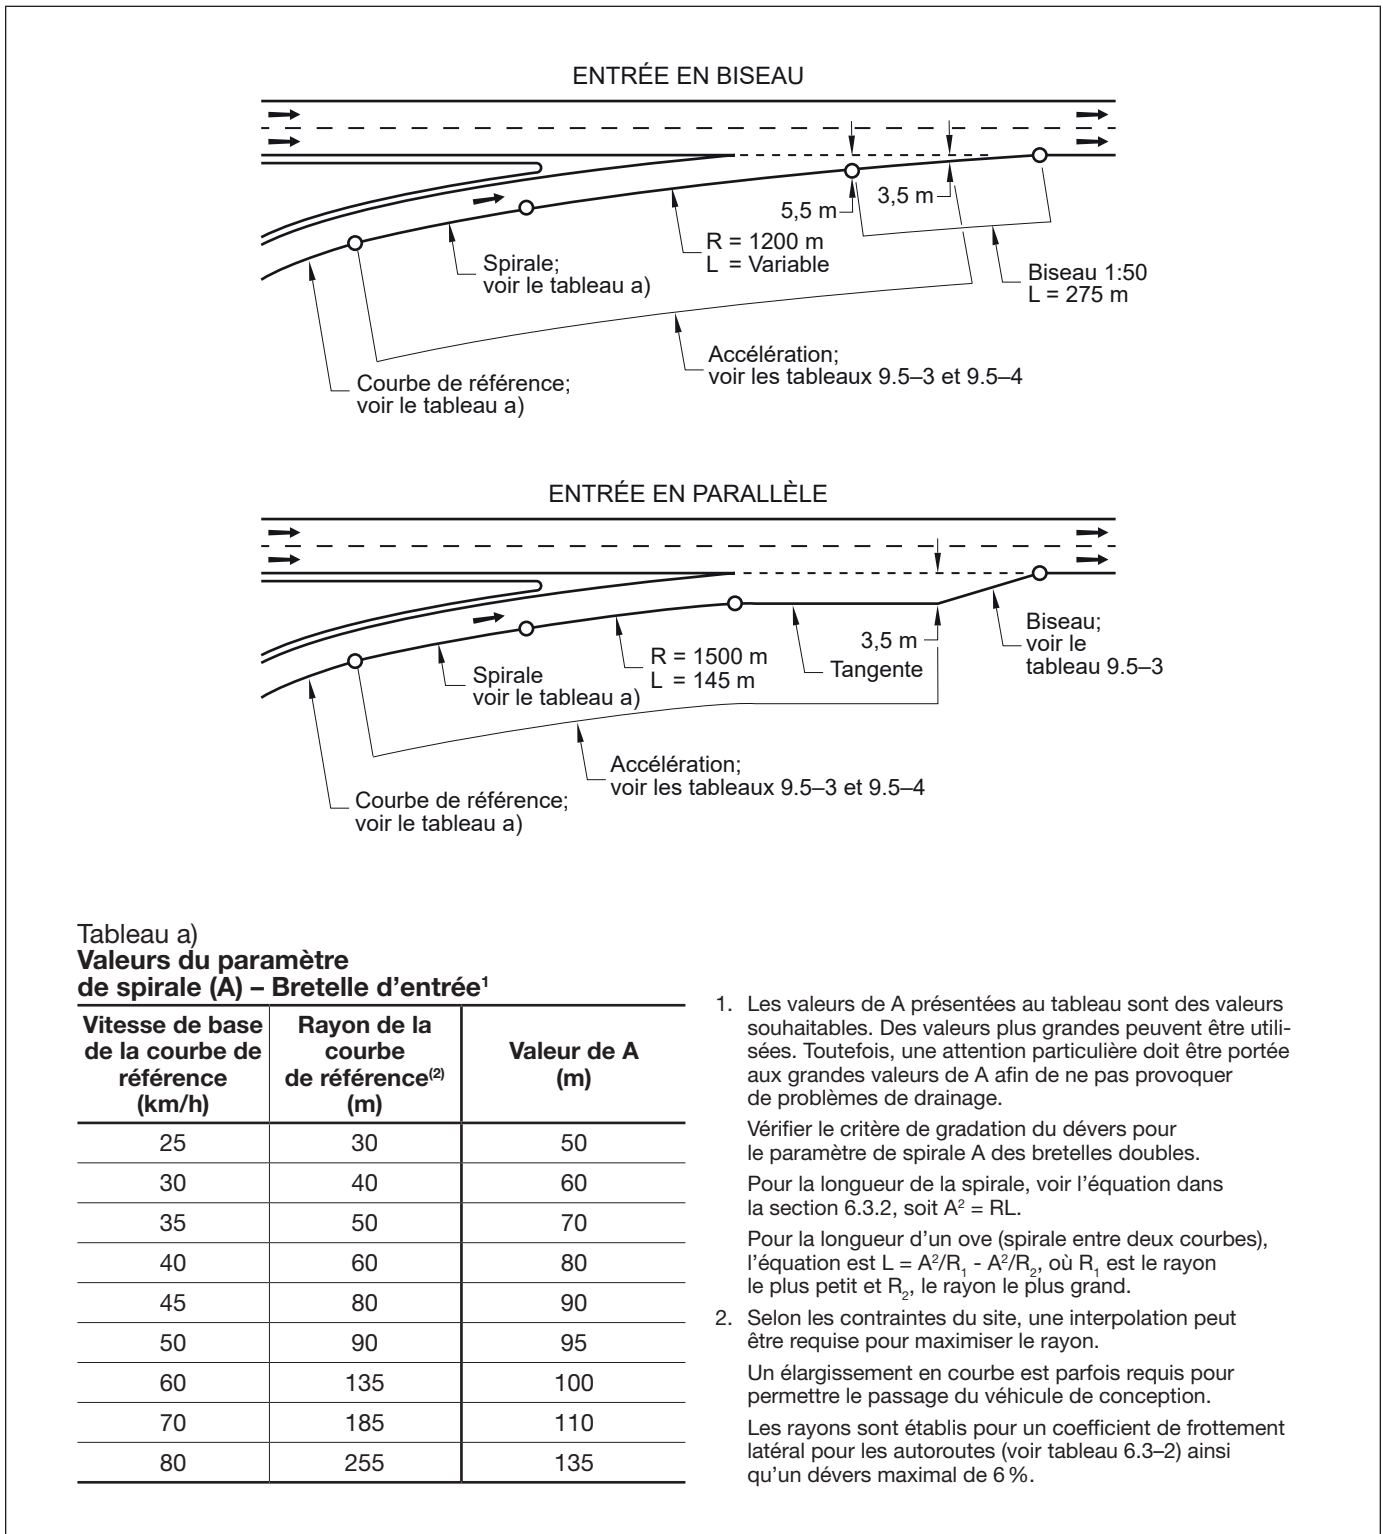 ENTRÉE EN BISEAU
5,5 m
3,5 m
R = 1200 m
L = Variable
Spirale;
voir le tableau a)
Biseau 1:50
L = 275 m
Accélération;
voir les tableaux 9.5–3 et 9.5–4
Courbe de référence;
voir le tableau a)
ENTRÉE EN PARALLÈLE
3,5 m
Tangente
Biseau;
voir le
tableau 9.5–3
R = 1500 m
L = 145 m
Spirale
voir le tableau a)
Accélération;
voir les tableaux 9.5–3 et 9.5–4
Courbe de référence;
voir le tableau a)
Tableau a)
Valeurs du paramètre
de spirale (A) – Bretelle d'entrée¹
Vitesse de base
de la courbe de
référence
(km/h)
Rayon de la
courbe
de référence⁽²⁾
(m)
Valeur de A
(m)
25 30 50
30 40 60
35 50 70
40 60 80
45 80 90
50 90 95
60 135 100
70 185 110
80 255 135
1. Les valeurs de A présentées au tableau sont des valeurs
souhaitables. Des valeurs plus grandes peuvent être utili-
sées. Toutefois, une attention particulière doit être portée
aux grandes valeurs de A afin de ne pas provoquer
de problèmes de drainage.
Vérifier le critère de gradation du dévers pour
le paramètre de spirale A des bretelles doubles.
Pour la longueur de la spirale, voir l'équation dans
la section 6.3.2, soit A² = RL.
Pour la longueur d'un ove (spirale entre deux courbes),
l'équation est L = A²/R₁ - A²/R₂, où R₁ est le rayon
le plus petit et R₂, le rayon le plus grand.
2. Selon les contraintes du site, une interpolation peut
être requise pour maximiser le rayon.
Un élargissement en courbe est parfois requis pour
permettre le passage du véhicule de conception.
Les rayons sont établis pour un coefficient de frottement
latéral pour les autoroutes (voir tableau 6.3–2) ainsi
qu'un dévers maximal de 6 %.